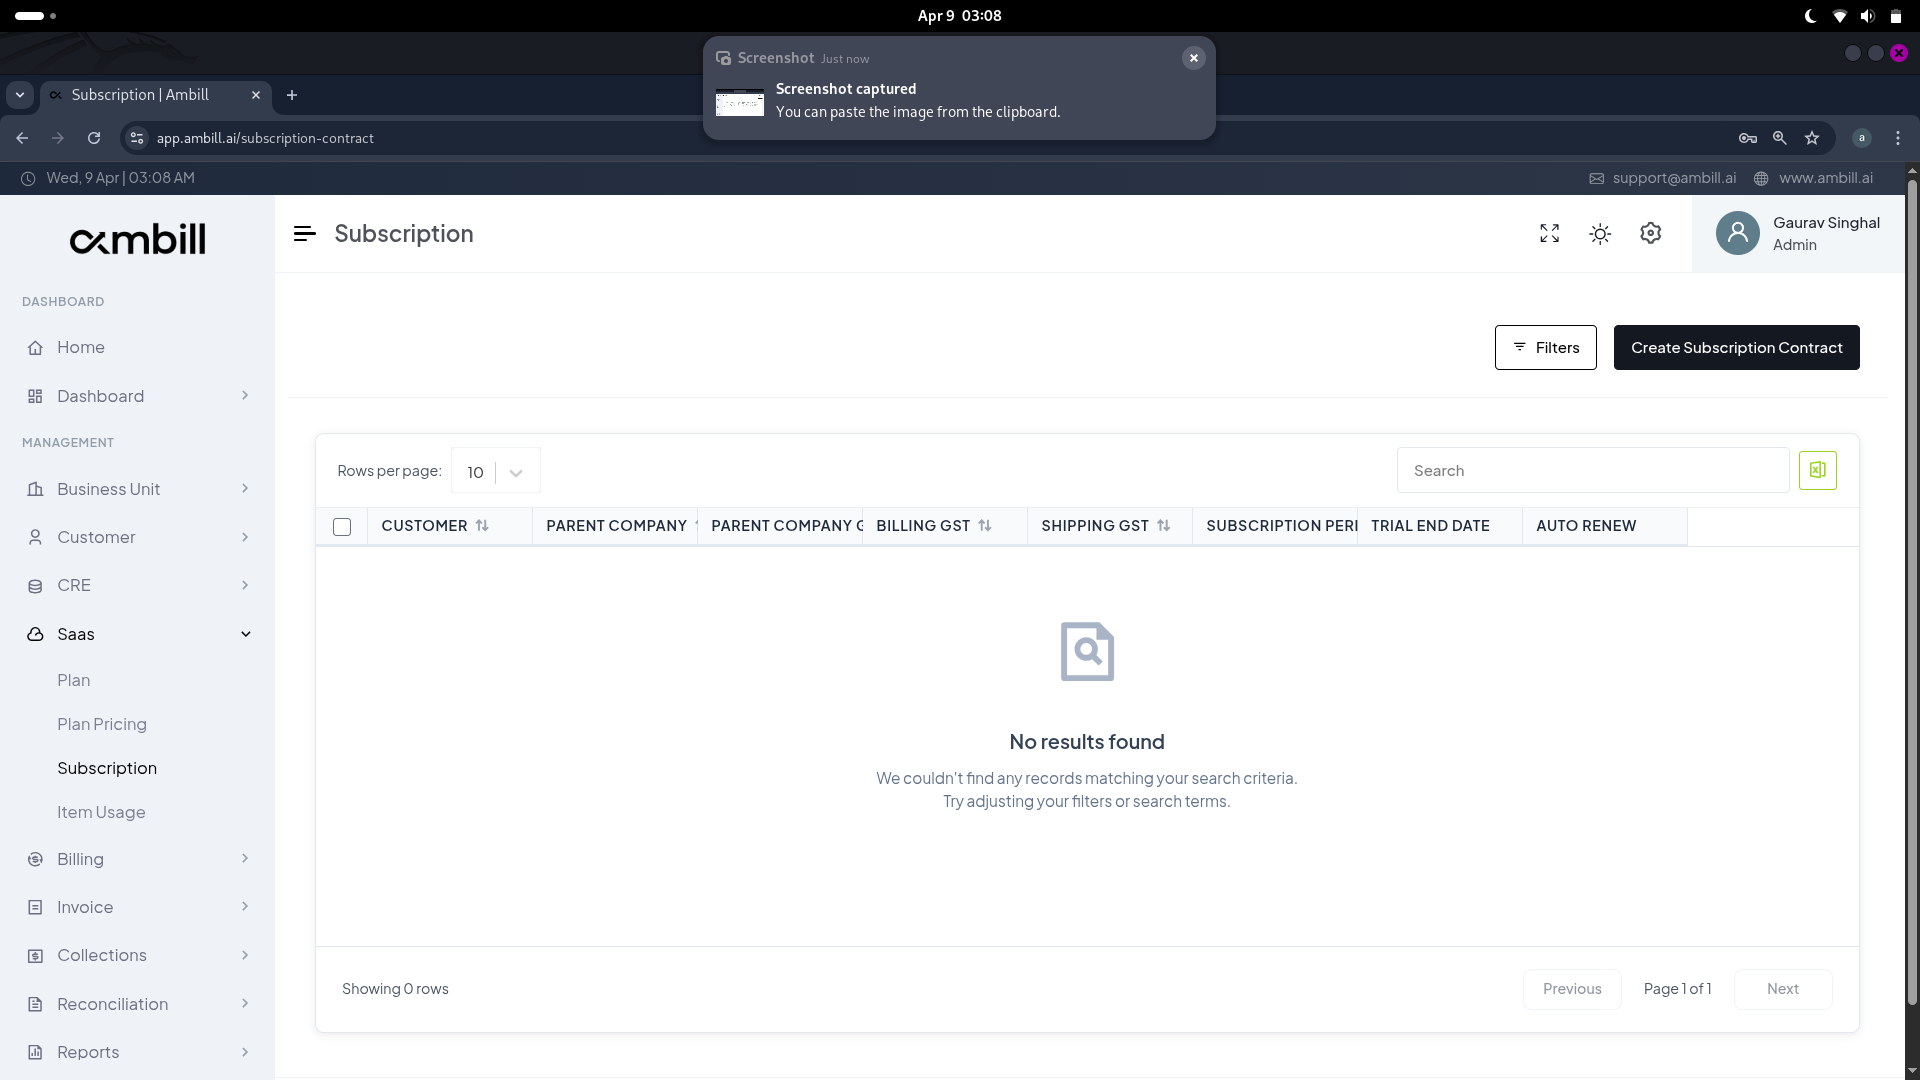 Apr 9 03:08
Screenshot Just now
Screenshot captured
You can paste the image from the clipboard.
Subscription | Ambill
app.ambill.ai/subscription-contract
a
Wed, 9 Apr | 03:08 AM
support@ambill.ai
www.ambill.ai
ambill
Subscription
Gaurav Singhal
Admin
DASHBOARD
Home
Dashboard
MANAGEMENT
Business Unit
Customer
CRE
Saas
Plan
Plan Pricing
Subscription
Item Usage
Billing
Invoice
Collections
Reconciliation
Reports
Filters
Create Subscription Contract
Rows per page: 10
Search
CUSTOMER PARENT COMPANY PARENT COMPANY G BILLING GST SHIPPING GST SUBSCRIPTION PERI TRIAL END DATE AUTO RENEW
No results found
We couldn't find any records matching your search criteria.
Try adjusting your filters or search terms.
Showing 0 rows
Previous Page 1 of 1 Next